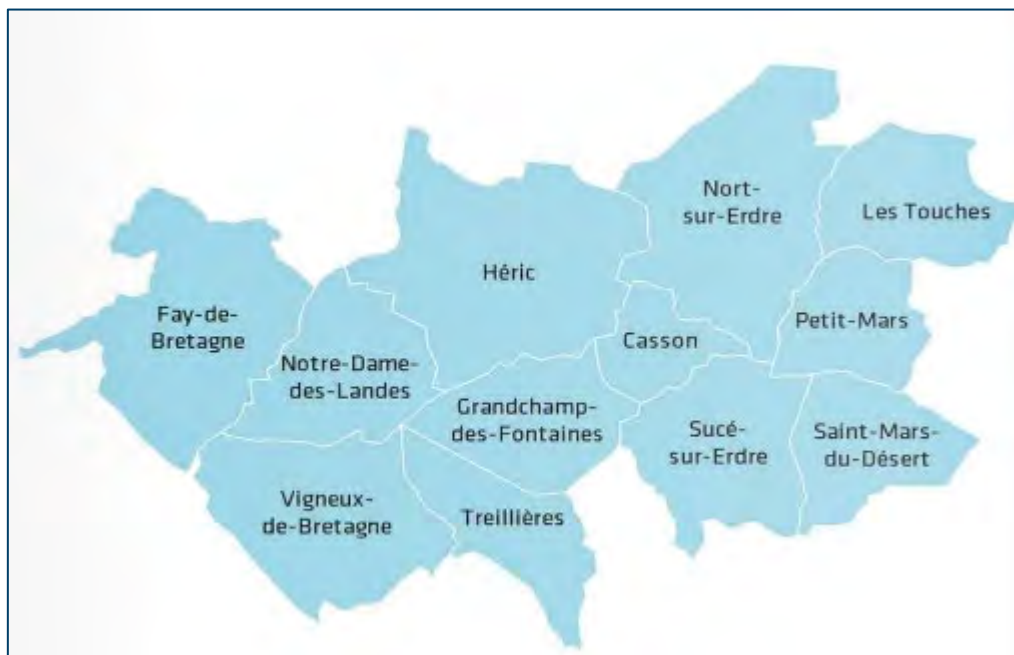 Nort-
sur-Erdre
Les Touches
Héric
Fay-de-
Bretagne
Petit-Mars
Casson
Notre-Dame-
des-Landes
Grandchamp-
des-Fontaines
Sucé-
sur-Erdre
Saint-Mars-
du-Désert
Vigneux-
de-Bretagne
Treillières